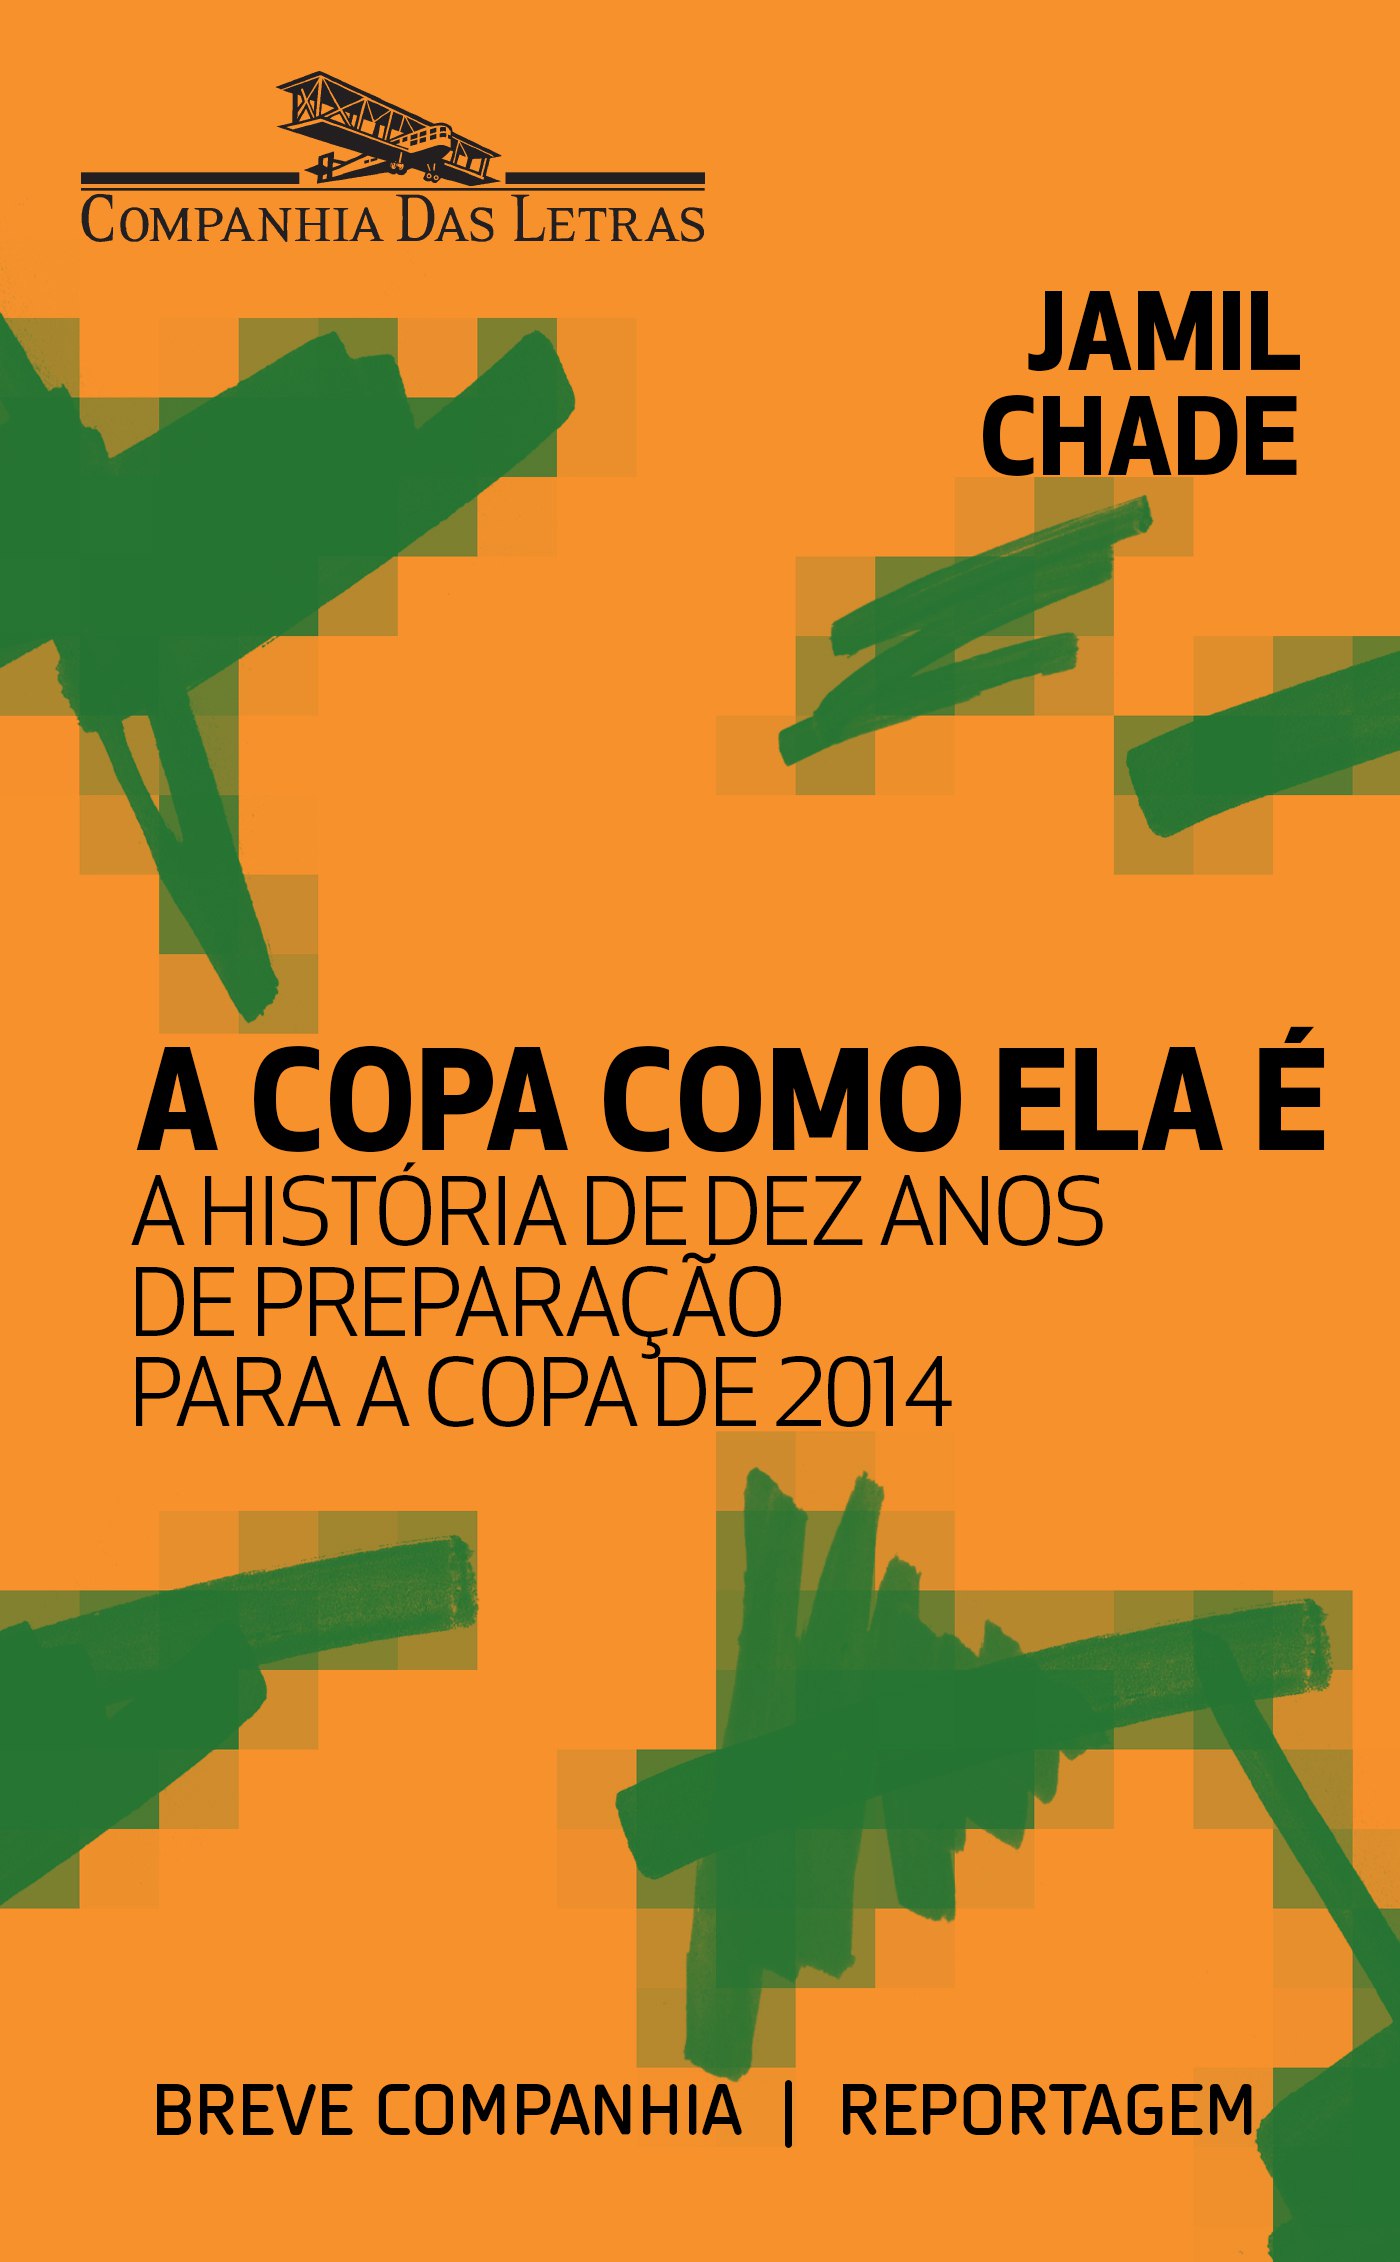 COMPANHIA DAS LETRAS
JAMIL
CHADE
A COPA COMO ELA É
A HISTÓRIA DE DEZ ANOS
DE PREPARAÇÃO
PARA A COPA DE 2014
BREVE COMPANHIA | REPORTAGEM